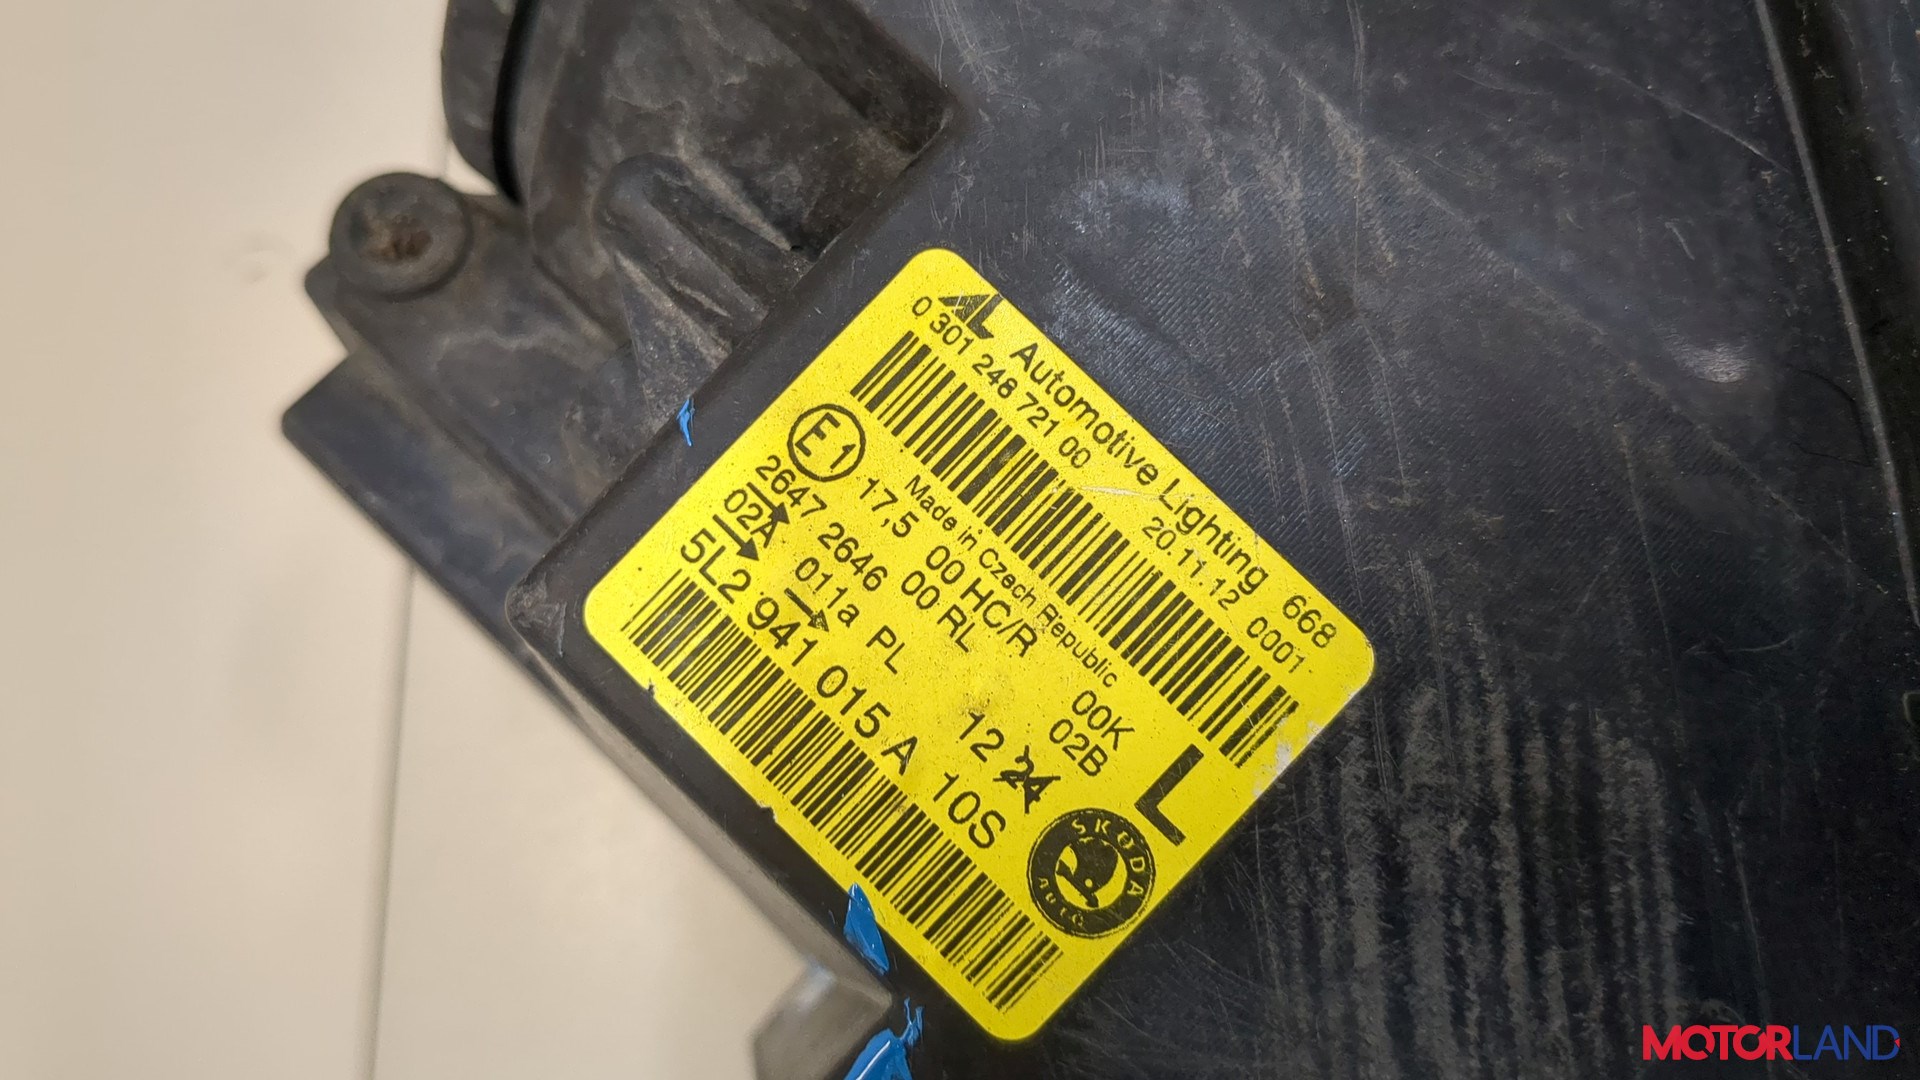 AL Automotive Lighting 668
0 301 248 721 00 20.11.12 0001
Made in Czech Republic
E1 17,5 00 HC/R 00K
2647 2646 00 RL 02B
02A 011a PL 12 24
5L2 941 015 A 10S
L
SKODA
AUTO
MOTORLAND